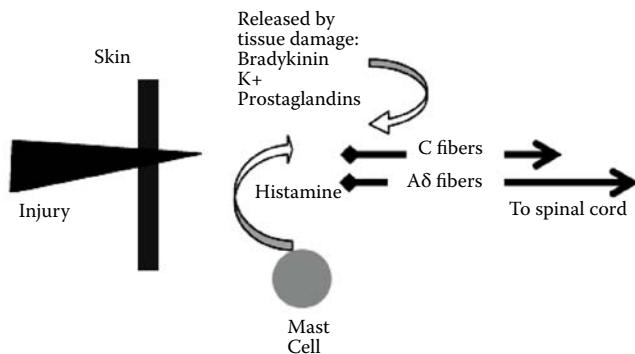 Released by
tissue damage:
Bradykinin
K+
Prostaglandins
Skin
C fibers
Histamine
Aδ fibers
Injury
To spinal cord
Mast
Cell